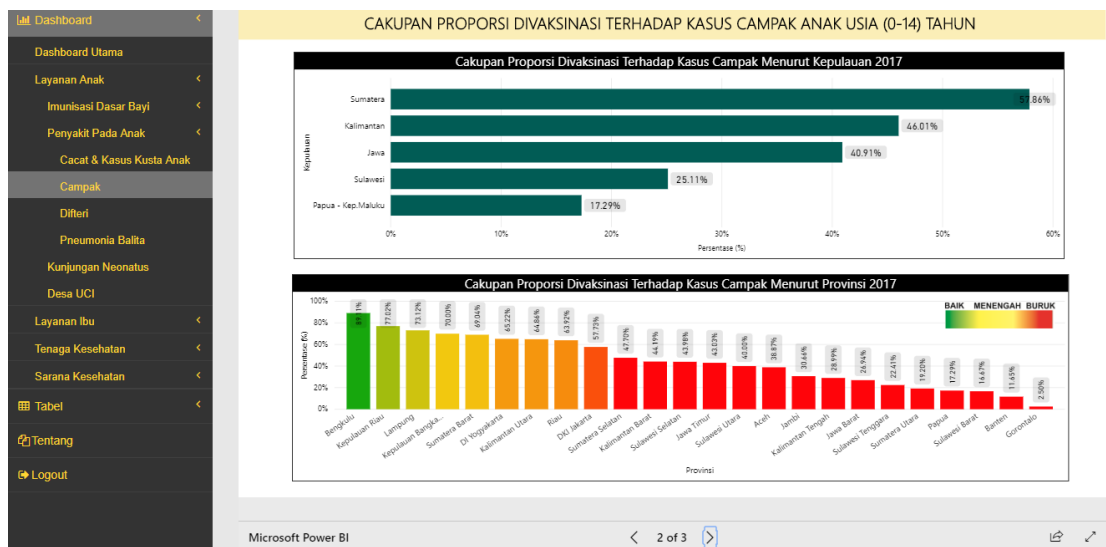 Dashboard
Dashboard Utama
Layanan Anak
Imunisasi Dasar Bayi
Penyakit Pada Anak
Cacat & Kasus Kusta Anak
Campak
Difteri
Pneumonia Balita
Kunjungan Neonatus
Desa UCI
Layanan Ibu
Tenaga Kesehatan
Sarana Kesehatan
Tabel
Tentang
Logout
CAKUPAN PROPORSI DIVAKSINASI TERHADAP KASUS CAMPAK ANAK USIA (0-14) TAHUN
Cakupan Proporsi Divaksinasi Terhadap Kasus Campak Menurut Kepulauan 2017
Kepulauan
Sumatera 57.86%
Kalimantan 46.01%
Jawa 40.91%
Sulawesi 25.11%
Papua - Kep.Maluku 17.29%
0% 10% 20% 30% 40% 50% 60%
Persentase (%)
Cakupan Proporsi Divaksinasi Terhadap Kasus Campak Menurut Provinsi 2017
BAIK MENENGAH BURUK
Persentase (%)
100%
80%
60%
40%
20%
0%
89.11% 77.02% 73.12% 70.00% 69.04% 65.22% 64.86% 63.92% 57.73% 47.70% 44.19% 43.98% 43.03% 40.00% 38.87% 30.66% 28.99% 26.94% 22.41% 19.20% 17.29% 16.67% 11.65% 2.50%
Bengkulu Kepulauan Riau Lampung Kepulauan Bangka... Sumatera Barat DI Yogyakarta Kalimantan Utara Riau DKI Jakarta Sumatera Selatan Kalimantan Barat Sulawesi Selatan Jawa Timur Sulawesi Utara Aceh Jambi Kalimantan Tengah Jawa Barat Sulawesi Tenggara Sumatera Utara Papua Sulawesi Barat Banten Gorontalo
Provinsi
Microsoft Power BI
2 of 3